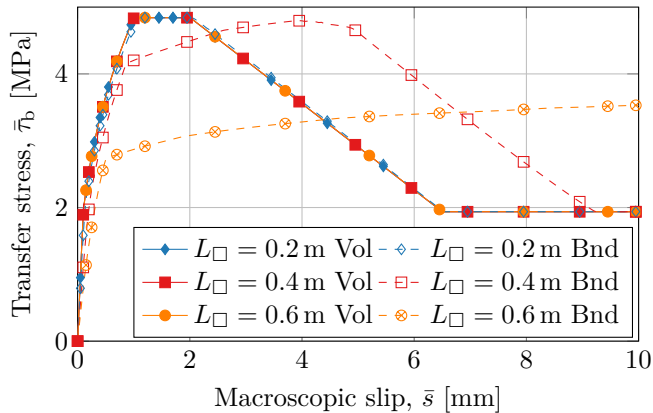 Transfer stress, τ̄_b [MPa]
4
2
0
L□ = 0.2 m Vol
L□ = 0.2 m Bnd
L□ = 0.4 m Vol
L□ = 0.4 m Bnd
L□ = 0.6 m Vol
L□ = 0.6 m Bnd
0 2 4 6 8 10
Macroscopic slip, s̄ [mm]